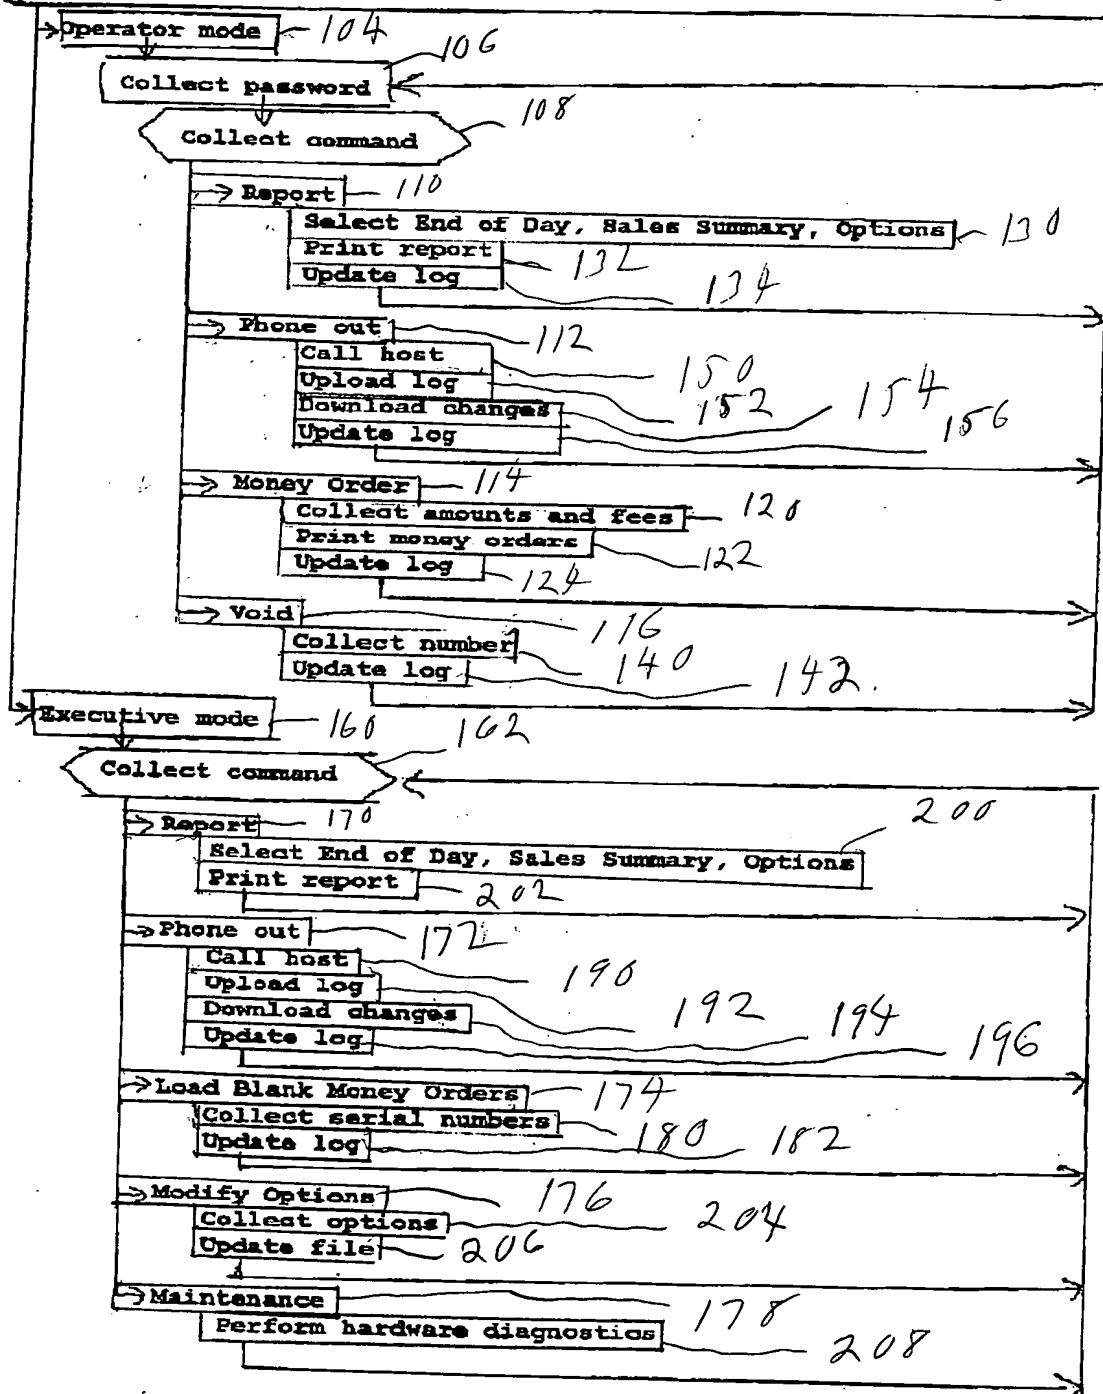 Operator mode 104
106
Collect password
108
Collect command
Report 110
Select End of Day, Sales Summary, Options 130
Print report 132
Update log 134
Phone out 112
Call host 150
Upload log 152
Download changes 154
Update log 156
Money Order 114
Collect amounts and fees 120
Print money orders 122
Update log 124
Void 116
Collect number 140
Update log 142.
Executive mode 160
162
Collect command
Report 170
200
Select End of Day, Sales Summary, Options
Print report 202
Phone out 172
Call host 190
Upload log 192
Download changes 194
Update log 196
Load Blank Money Orders 174
Collect serial numbers 180
Update log 182
Modify Options 176
Collect options 204
Update file 206
Maintenance 178
Perform hardware diagnostics 208